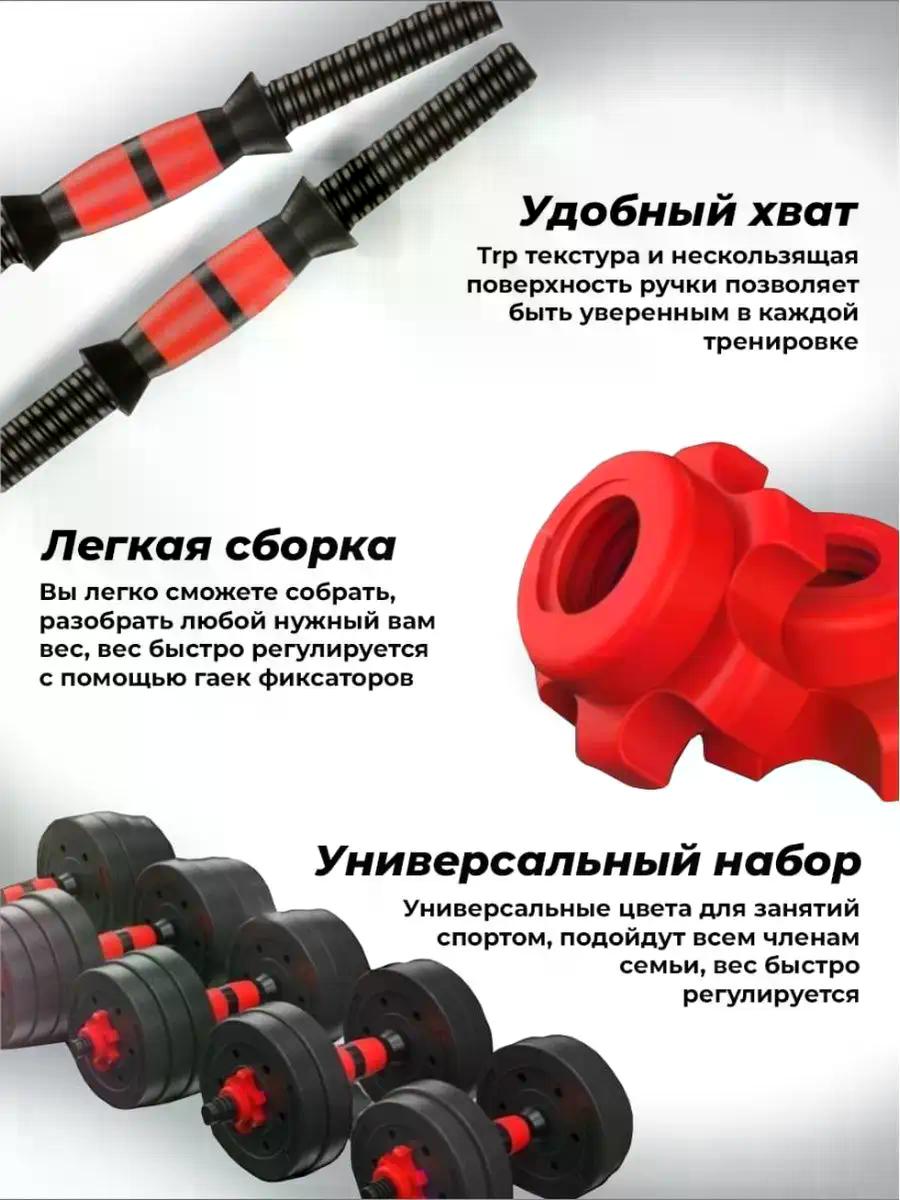 Удобный хват
Trp текстура и нескользящая
поверхность ручки позволяет
быть уверенным в каждой
тренировке
Легкая сборка
Вы легко сможете собрать,
разобрать любой нужный вам
вес, вес быстро регулируется
с помощью гаек фиксаторов
Универсальный набор
Универсальные цвета для занятий
спортом, подойдут всем членам
семьи, вес быстро
регулируется